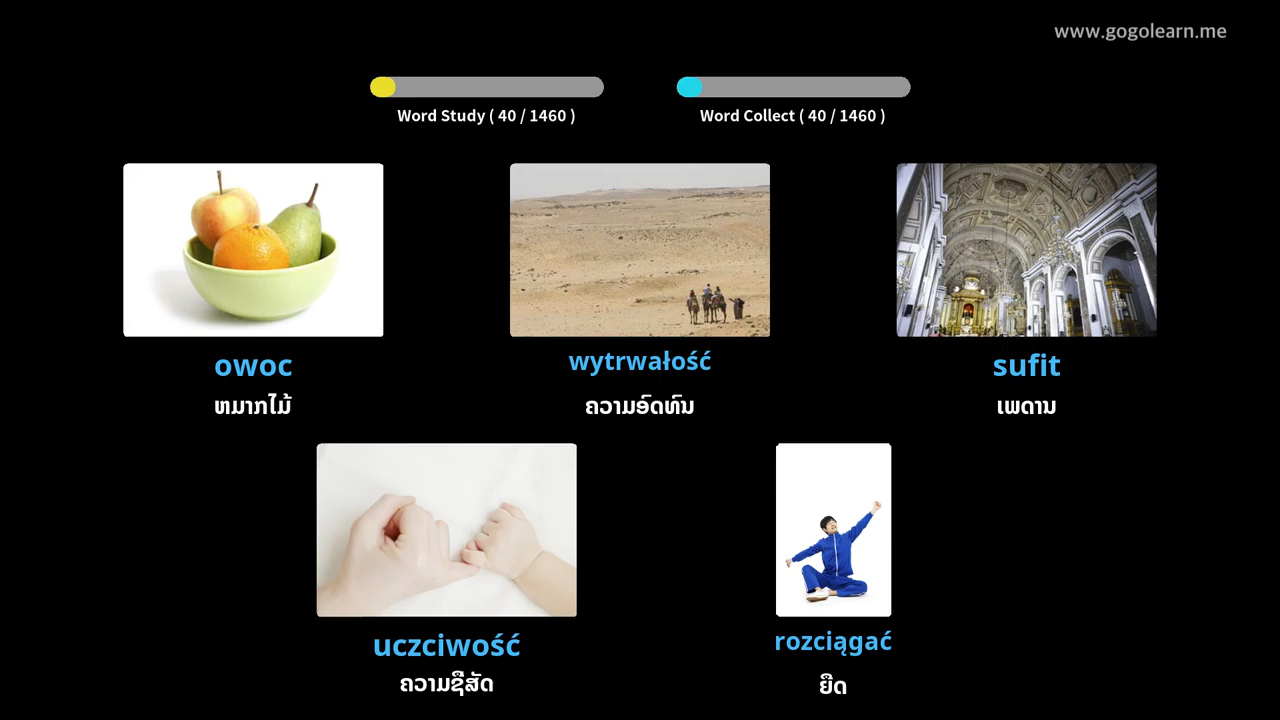 www.gogolearn.me
Word Study ( 40 / 1460 )
Word Collect ( 40 / 1460 )
owoc
ຫມາກໄມ້
wytrwałość
ຄວາມອົດທົນ
sufit
ເພດານ
uczciwość
ຄວາມຊືສັດ
rozciągać
ຍືດ